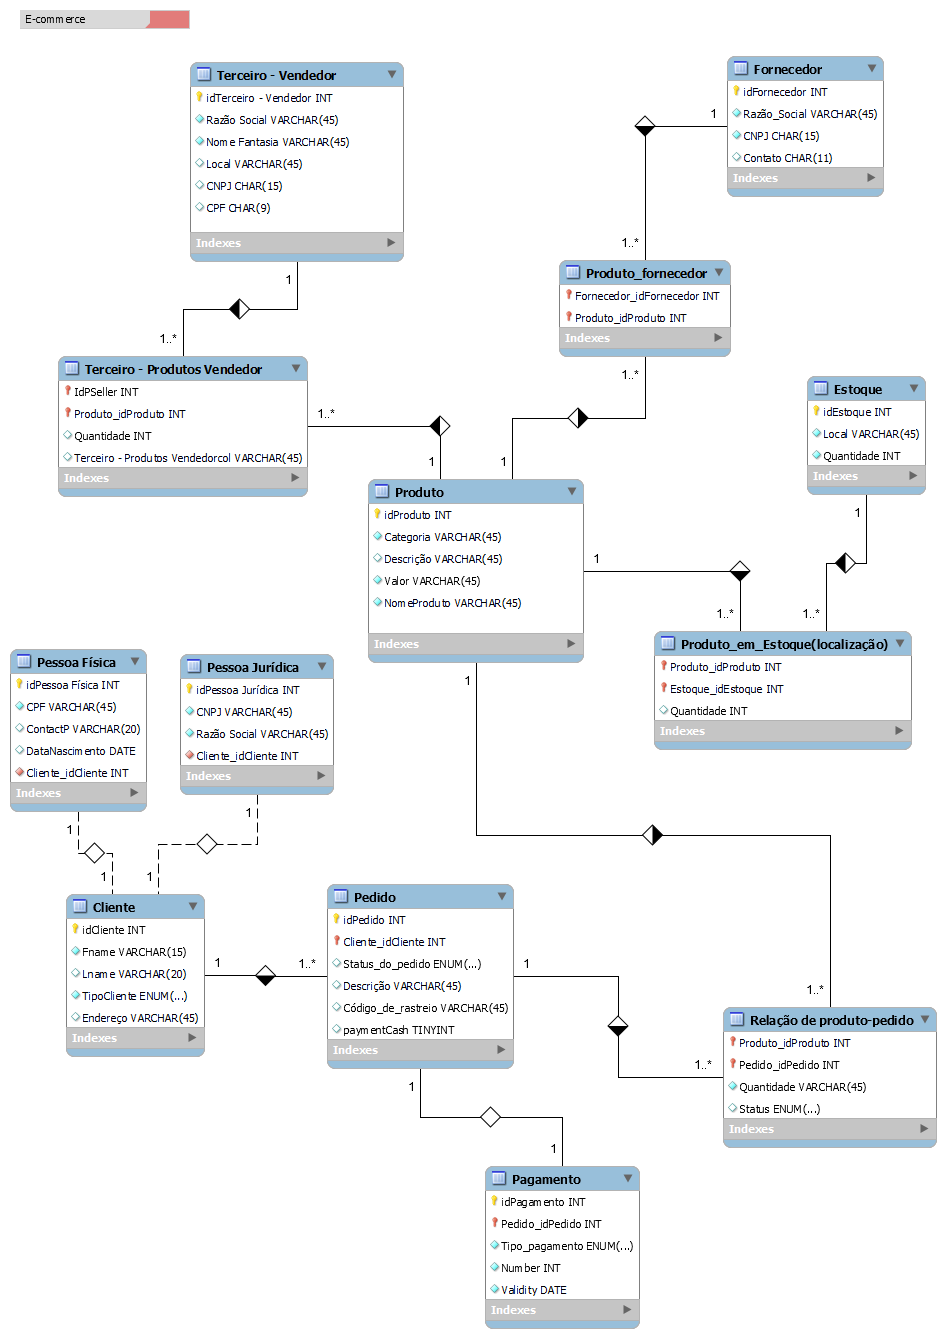 E-commerce
Terceiro - Vendedor
idTerceiro - Vendedor INT
Razão Social VARCHAR(45)
Nome Fantasia VARCHAR(45)
Local VARCHAR(45)
CNPJ CHAR(15)
CPF CHAR(9)
Indexes
Fornecedor
idFornecedor INT
Razão_Social VARCHAR(45)
CNPJ CHAR(15)
Contato CHAR(11)
Indexes
1
1..*
Produto_fornecedor
Fornecedor_idFornecedor INT
Produto_idProduto INT
Indexes
1..*
1
1
1..*
Terceiro - Produtos Vendedor
IdPSeller INT
Produto_idProduto INT
Quantidade INT
Terceiro - Produtos Vendedorcol VARCHAR(45)
Indexes
1..*
1
Estoque
idEstoque INT
Local VARCHAR(45)
Quantidade INT
Indexes
1
1..*
Produto
idProduto INT
Categoria VARCHAR(45)
Descrição VARCHAR(45)
Valor VARCHAR(45)
NomeProduto VARCHAR(45)
Indexes
1
1..*
Produto_em_Estoque(localização)
Produto_idProduto INT
Estoque_idEstoque INT
Quantidade INT
Indexes
1
1..*
Pessoa Física
idPessoa Física INT
CPF VARCHAR(45)
ContactP VARCHAR(20)
DataNascimento DATE
Cliente_idCliente INT
Indexes
1
1
Pessoa Jurídica
idPessoa Jurídica INT
CNPJ VARCHAR(45)
Razão Social VARCHAR(45)
Cliente_idCliente INT
Indexes
1
1
Cliente
idCliente INT
Fname VARCHAR(15)
Lname VARCHAR(20)
TipoCliente ENUM(...)
Endereço VARCHAR(45)
Indexes
1
1..*
Pedido
idPedido INT
Cliente_idCliente INT
Status_do_pedido ENUM(...)
Descrição VARCHAR(45)
Código_de_rastreio VARCHAR(45)
paymentCash TINYINT
Indexes
1
1..*
Relação de produto-pedido
Produto_idProduto INT
Pedido_idPedido INT
Quantidade VARCHAR(45)
Status ENUM(...)
Indexes
1
1
Pagamento
idPagamento INT
Pedido_idPedido INT
Tipo_pagamento ENUM(...)
Number INT
Validity DATE
Indexes